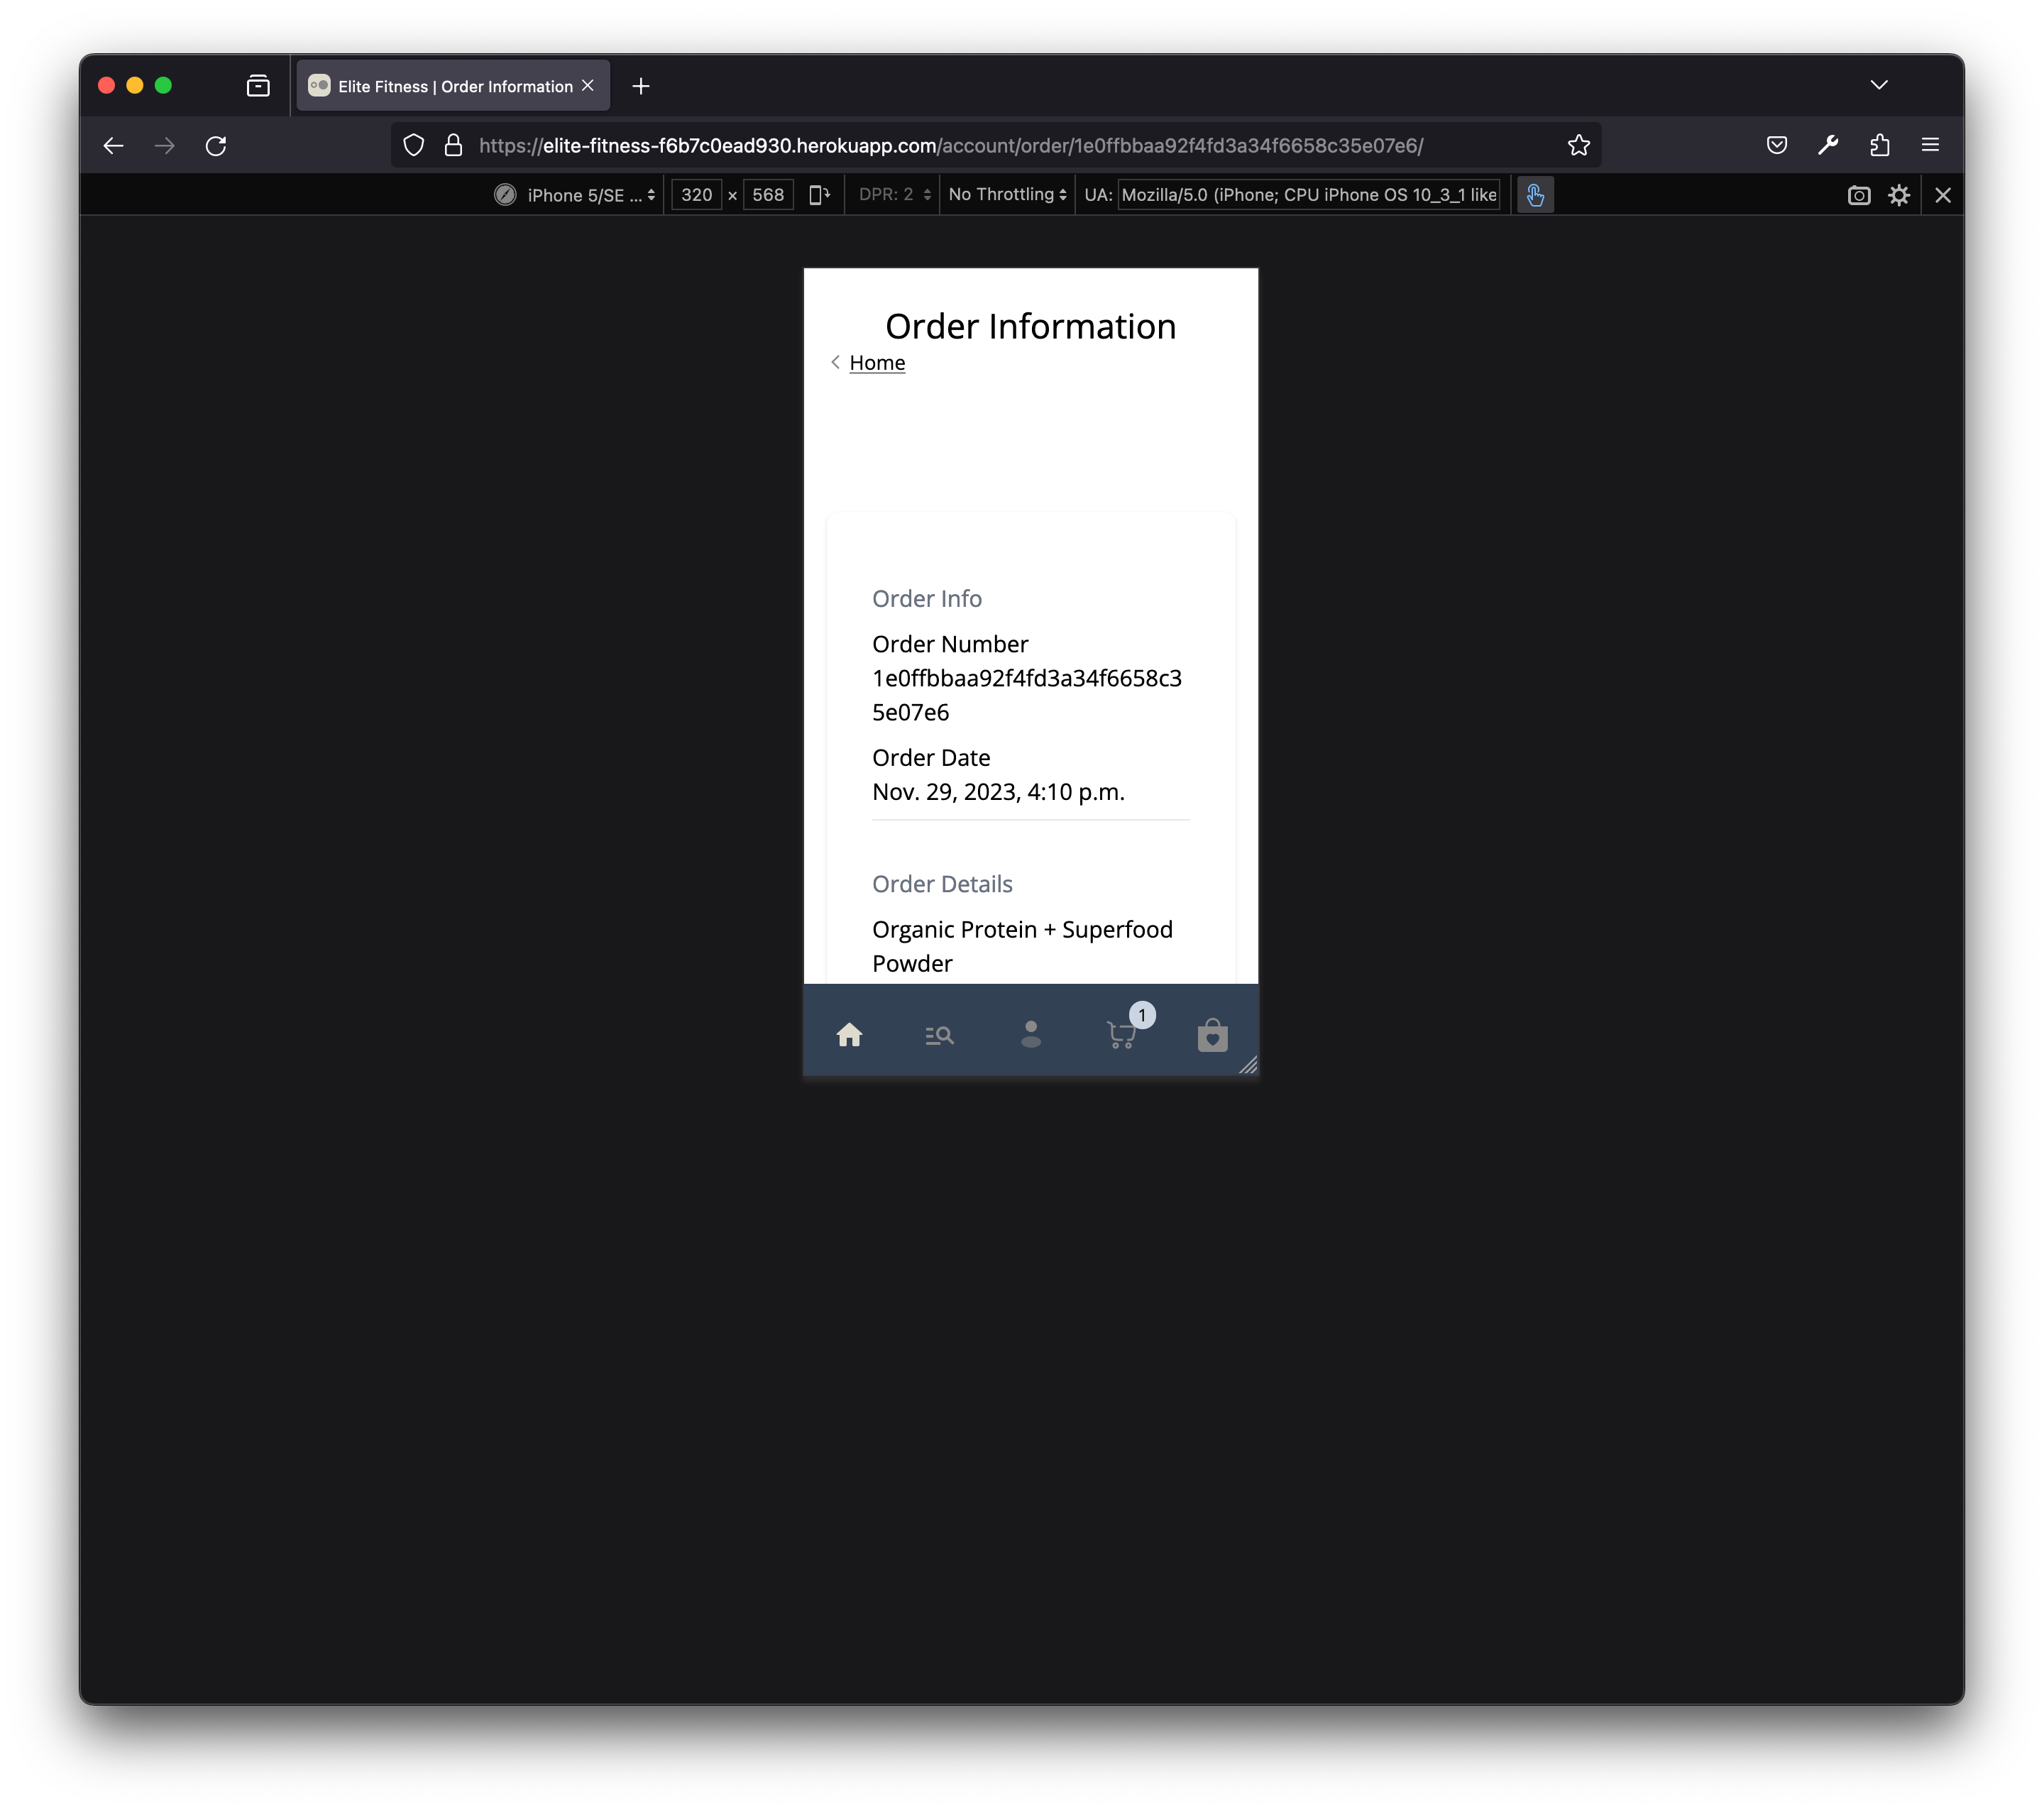 Elite Fitness | Order Information
https://elite-fitness-f6b7c0ead930.herokuapp.com/account/order/1e0ffbbaa92f4fd3a34f6658c35e07e6/
iPhone 5/SE ... 320 × 568 DPR: 2 No Throttling UA: Mozilla/5.0 (iPhone; CPU iPhone OS 10_3_1 like
Order Information
Home
Order Info
Order Number
1e0ffbbaa92f4fd3a34f6658c3
5e07e6
Order Date
Nov. 29, 2023, 4:10 p.m.
Order Details
Organic Protein + Superfood
Powder
1